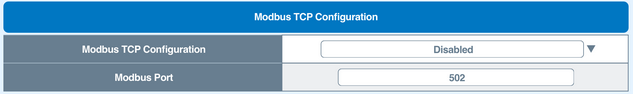 Modbus TCP Configuration
Modbus TCP Configuration Disabled
Modbus Port 502